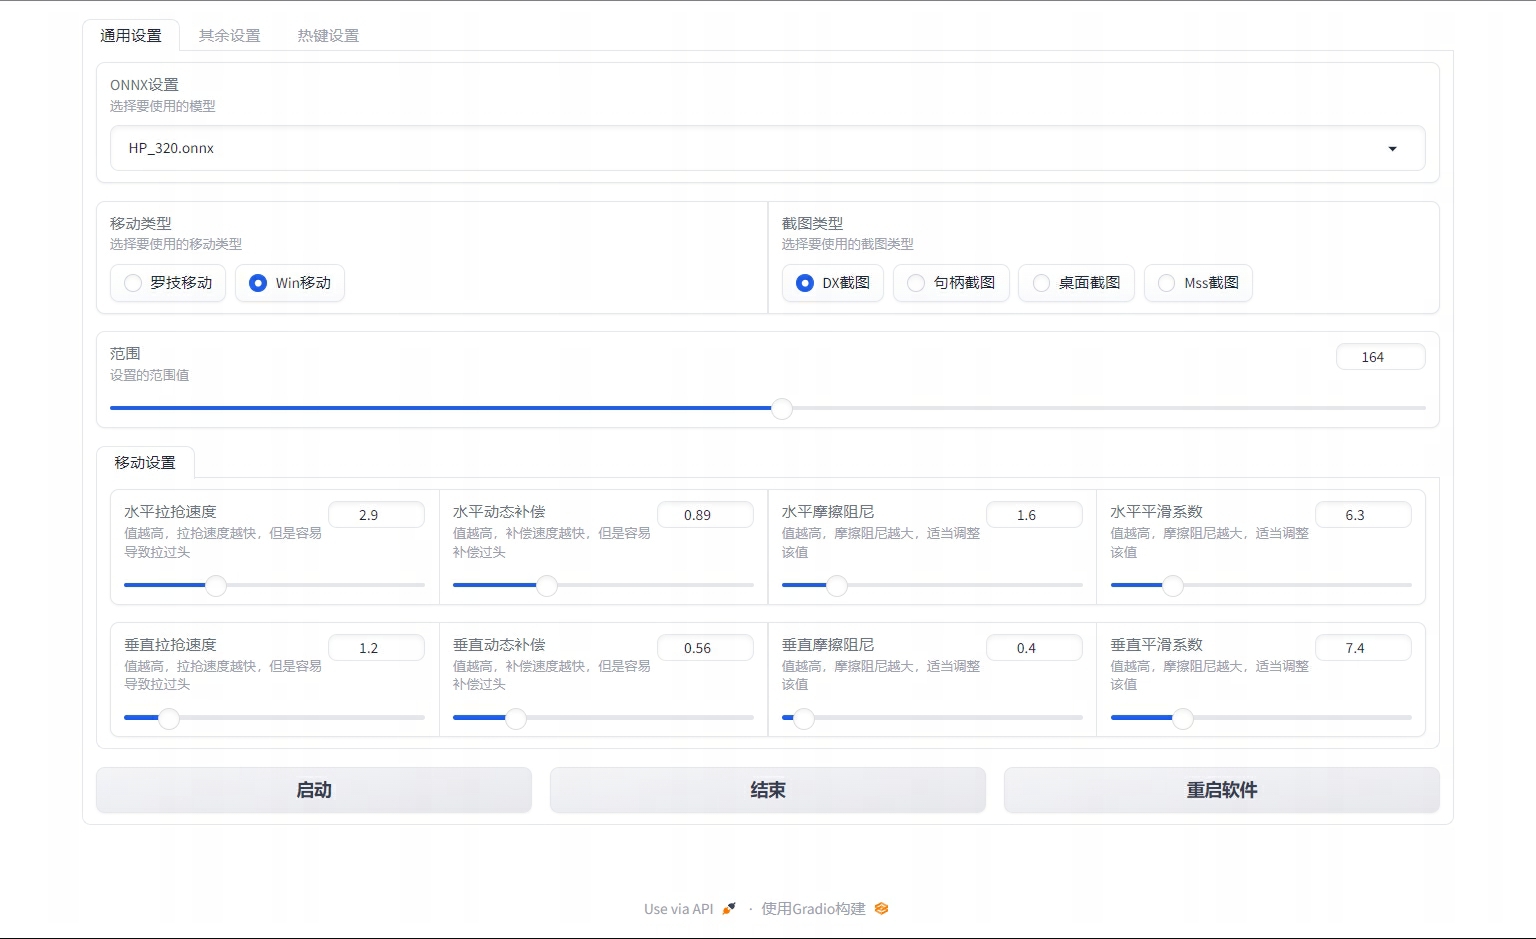 通用设置
其余设置
热键设置
ONNX设置
选择要使用的模型
HP_320.onnx
移动类型
选择要使用的移动类型
罗技移动
Win移动
截图类型
选择要使用的截图类型
DX截图
句柄截图
桌面截图
Mss截图
范围
设置的范围值
164
移动设置
水平拉抢速度
2.9
值越高，拉抢速度越快，但是容易
导致拉过头
水平动态补偿
0.89
值越高，补偿速度越快，但是容易
补偿过头
水平摩擦阻尼
1.6
值越高，摩擦阻尼越大，适当调整
该值
水平平滑系数
6.3
值越高，摩擦阻尼越大，适当调整
该值
垂直拉抢速度
1.2
值越高，拉抢速度越快，但是容易
导致拉过头
垂直动态补偿
0.56
值越高，补偿速度越快，但是容易
补偿过头
垂直摩擦阻尼
0.4
值越高，摩擦阻尼越大，适当调整
该值
垂直平滑系数
7.4
值越高，摩擦阻尼越大，适当调整
该值
启动
结束
重启软件
Use via API · 使用Gradio构建